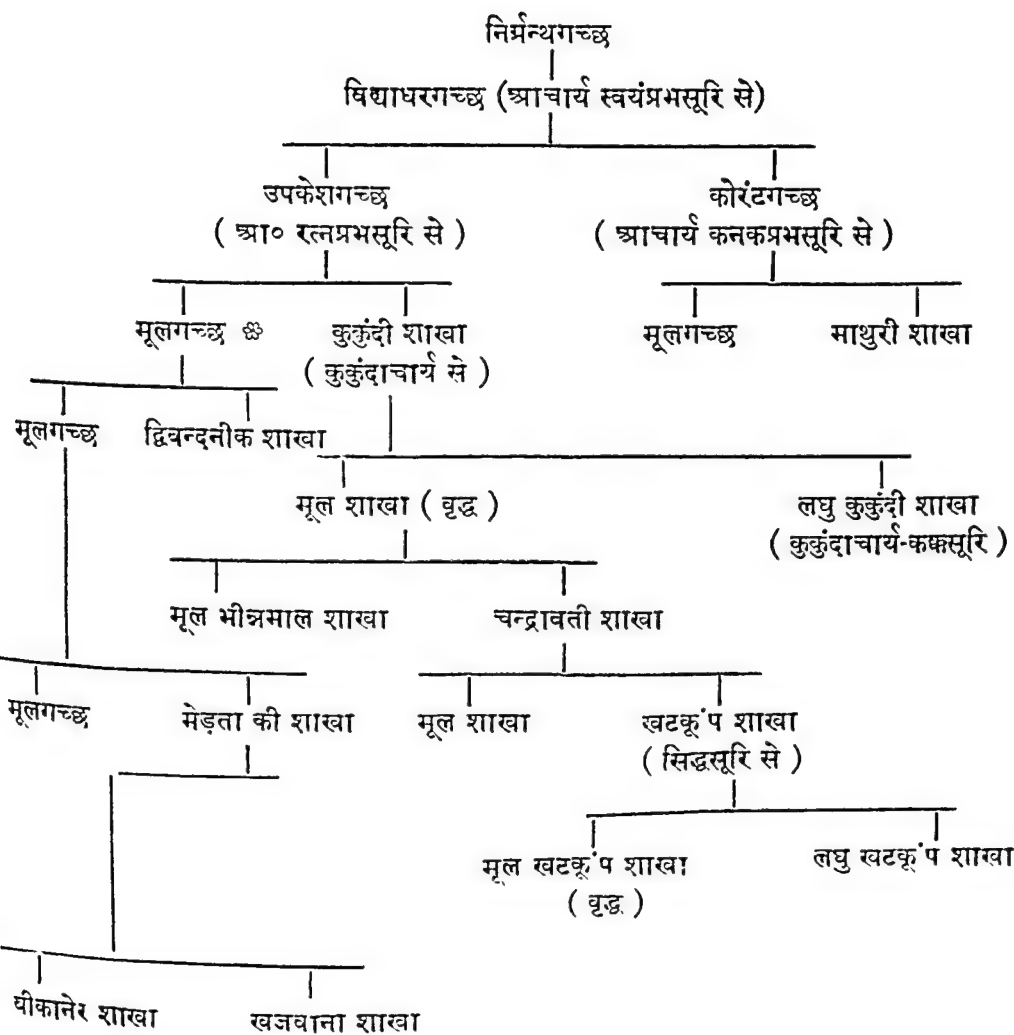 निर्ग्रन्थगच्छ
विद्याधरगच्छ (आचार्य स्वयंप्रभसूरि से)
उपकेशगच्छ
कोरंटगच्छ
( आ० रत्नप्रभसूरि से )
( आचार्य कनकप्रभसूरि से )
मूलगच्छ
कुकुंदी शाखा
मूलगच्छ
माथुरी शाखा
( कुकुंदाचार्य से )
मूलगच्छ
द्विवन्दनीक शाखा
मूल शाखा ( वृद्ध )
लघु कुकुंदी शाखा
( कुकुंदाचार्य-कक्कसूरि )
मूल भीन्नमाल शाखा
चन्द्रावती शाखा
मूलगच्छ
मेड़ता की शाखा
मूल शाखा
खटकूंप शाखा
( सिद्धसूरि से )
मूल खटकूंप शाखा
लघु खटकूंप शाखा
( वृद्ध )
बीकानेर शाखा
खजवाना शाखा